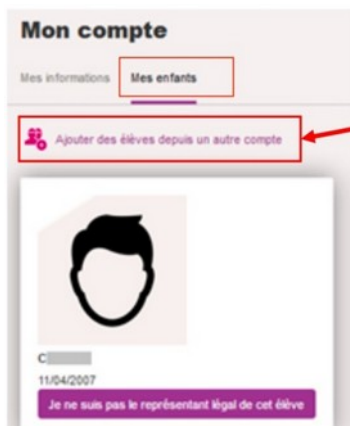 Mon compte
Mes informations Mes enfants
Ajouter des élèves depuis un autre compte
C
11/04/2007
Je ne suis pas le représentant légal de cet élève